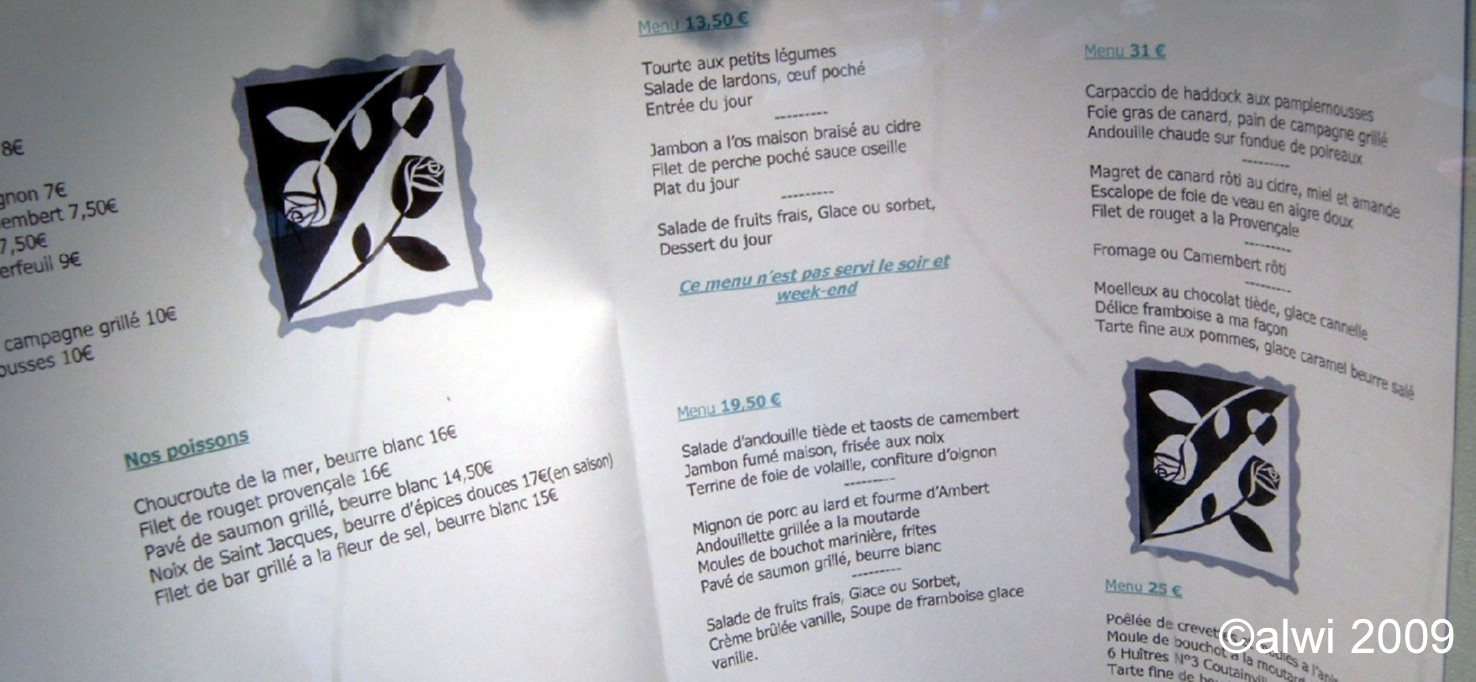 8€
7€
7,50€
7,50€
9€
campagne grillé 10€
10€
Nos poissons
Choucroute de la mer, beurre blanc 16€
Filet de rouget provençale 16€
Pavé de saumon grillé, beurre blanc 14,50€
Noix de Saint Jacques, beurre d'épices douces 17€(en saison)
Filet de bar grillé a la fleur de sel, beurre blanc 15€
Menu 13,50 €
Tourte aux petits légumes
Salade de lardons, œuf poché
Entrée du jour
---------
Jambon a l'os maison braisé au cidre
Filet de perche poché sauce oseille
Plat du jour
---------
Salade de fruits frais, Glace ou sorbet,
Dessert du jour
Ce menu n'est pas servi le soir et
week-end
Menu 19,50 €
Salade d'andouille tiède et taosts de camembert
Jambon fumé maison, frisée aux noix
Terrine de foie de volaille, confiture d'oignon
---------
Mignon de porc au lard et fourme d'Ambert
Andouillette grillée a la moutarde
Moules de bouchot marinière, frites
Pavé de saumon grillé, beurre blanc
---------
Salade de fruits frais, Glace ou Sorbet,
Crème brûlée vanille, Soupe de framboise glace
vanille.
Menu 31 €
Carpaccio de haddock aux pamplemousses
Foie gras de canard, pain de campagne grillé
Andouille chaude sur fondue de poireaux
---------
Magret de canard rôti au cidre, miel et amande
Escalope de foie de veau en aigre doux
Filet de rouget a la Provençale
---------
Fromage ou Camembert rôti
---------
Moelleux au chocolat tiède, glace cannelle
Délice framboise a ma façon
Tarte fine aux pommes, glace caramel beurre salé
Menu 25 €
Poêlée de
Moule de bouchot a la
6 Huîtres N°3
Tarte fine de
©alwi 2009